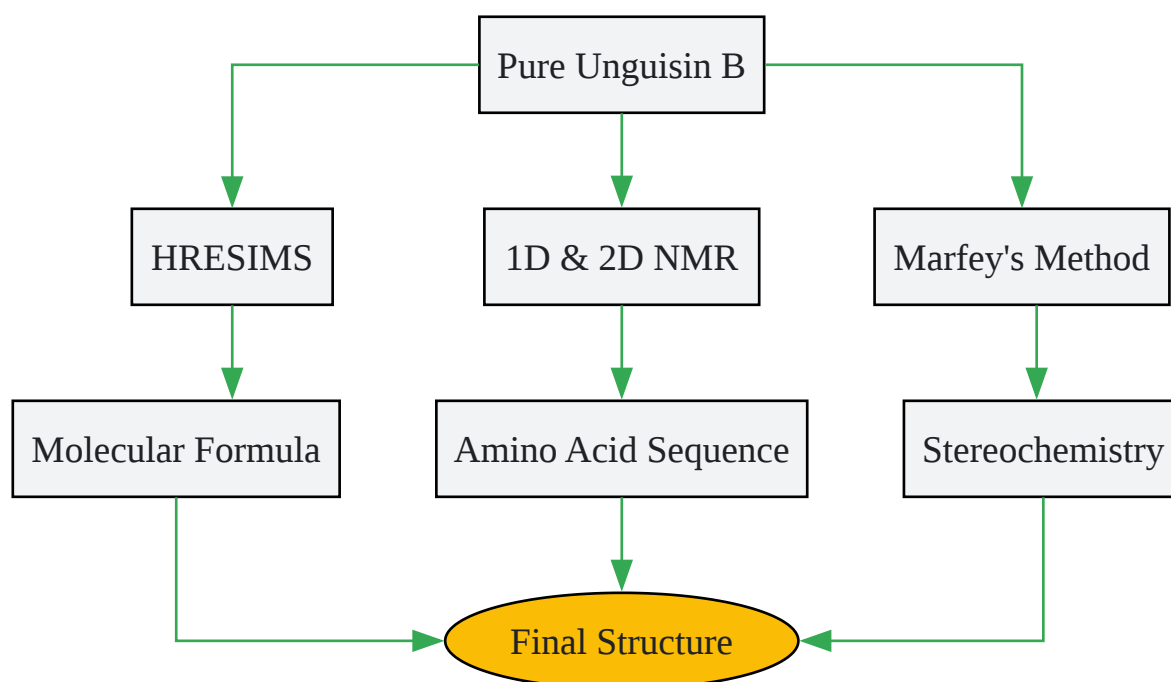 Pure Unguisin B
HRESIMS
1D & 2D NMR
Marfey's Method
Molecular Formula
Amino Acid Sequence
Stereochemistry
Final Structure